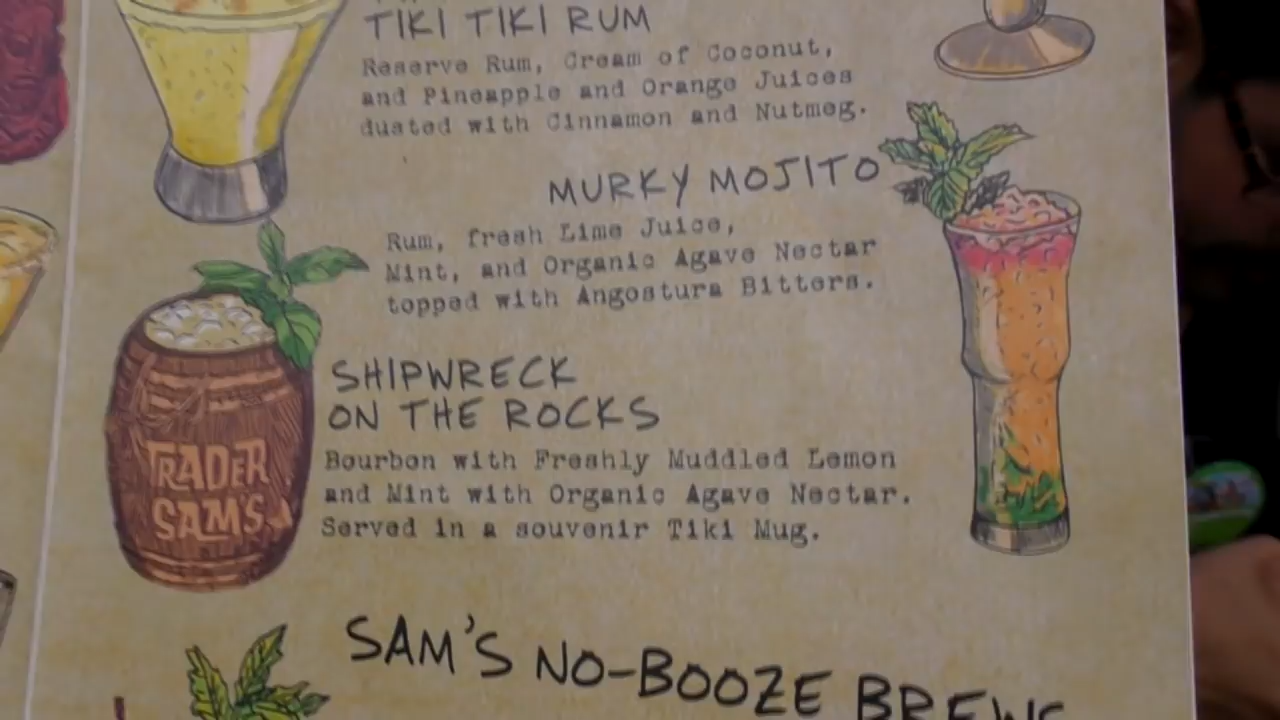 TIKI TIKI RUM
Reserve Rum, Cream of Coconut,
and Pineapple and Orange Juices
dusted with Cinnamon and Nutmeg.
MURKY MOJITO
Rum, fresh Lime Juice,
Mint, and Organic Agave Nectar
topped with Angostura Bitters.
SHIPWRECK
ON THE ROCKS
Bourbon with Freshly Muddled Lemon
and Mint with Organic Agave Nectar.
Served in a souvenir Tiki Mug.
TRADER
SAM'S
SAM'S NO-BOOZE BREWS